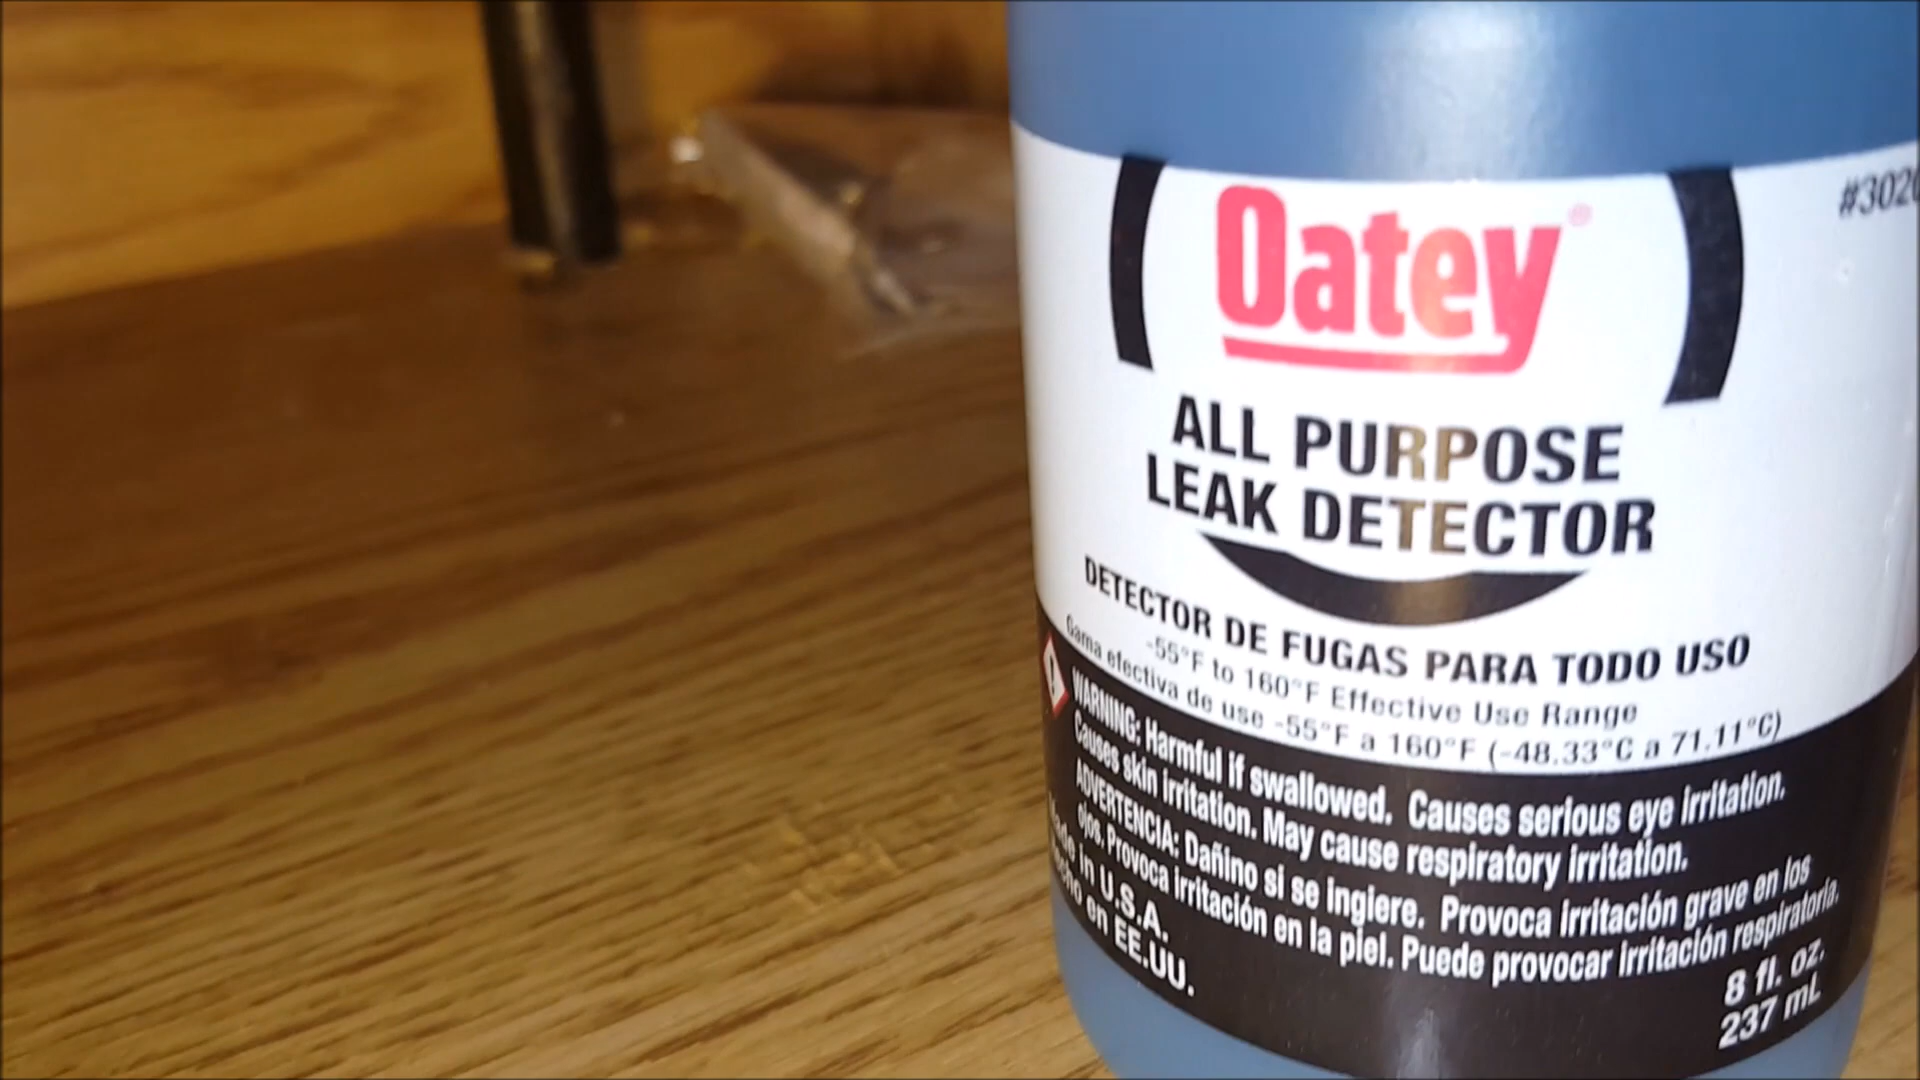 #3020
Oatey®
ALL PURPOSE
LEAK DETECTOR
DETECTOR DE FUGAS PARA TODO USO
-55°F to 160°F Effective Use Range
Gama efectiva de use -55°F a 160°F (-48.33°C a 71.11°C)
WARNING: Harmful if swallowed. Causes serious eye irritation.
Causes skin irritation. May cause respiratory irritation.
ADVERTENCIA: Dañino si se ingiere. Provoca irritación grave en los
ojos. Provoca irritación en la piel. Puede provocar irritación respiratoria.
Made in U.S.A.
en EE.UU.
8 fl. oz.
237 mL